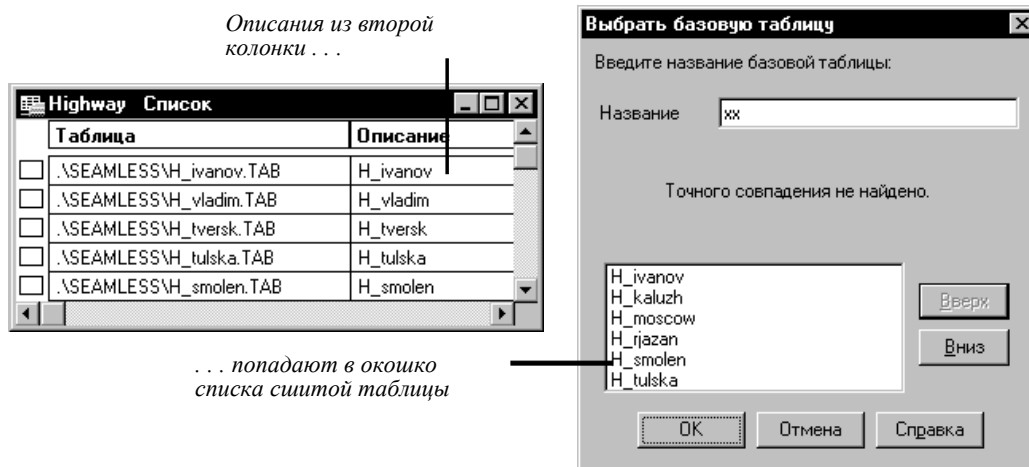 Описания из второй
колонки . . .
Highway Список
Таблица Описание
.\SEAMLESS\H_ivanov.TAB H_ivanov
.\SEAMLESS\H_vladim.TAB H_vladim
.\SEAMLESS\H_tversk.TAB H_tversk
.\SEAMLESS\H_tulska.TAB H_tulska
.\SEAMLESS\H_smolen.TAB H_smolen
. . . попадают в окошко
списка сшитой таблицы
Выбрать базовую таблицу
Введите название базовой таблицы:
Название xx
Точного совпадения не найдено.
H_ivanov
H_kaluzh
H_moscow
H_rjazan
H_smolen
H_tulska
Вверх
Вниз
OK Отмена Справка